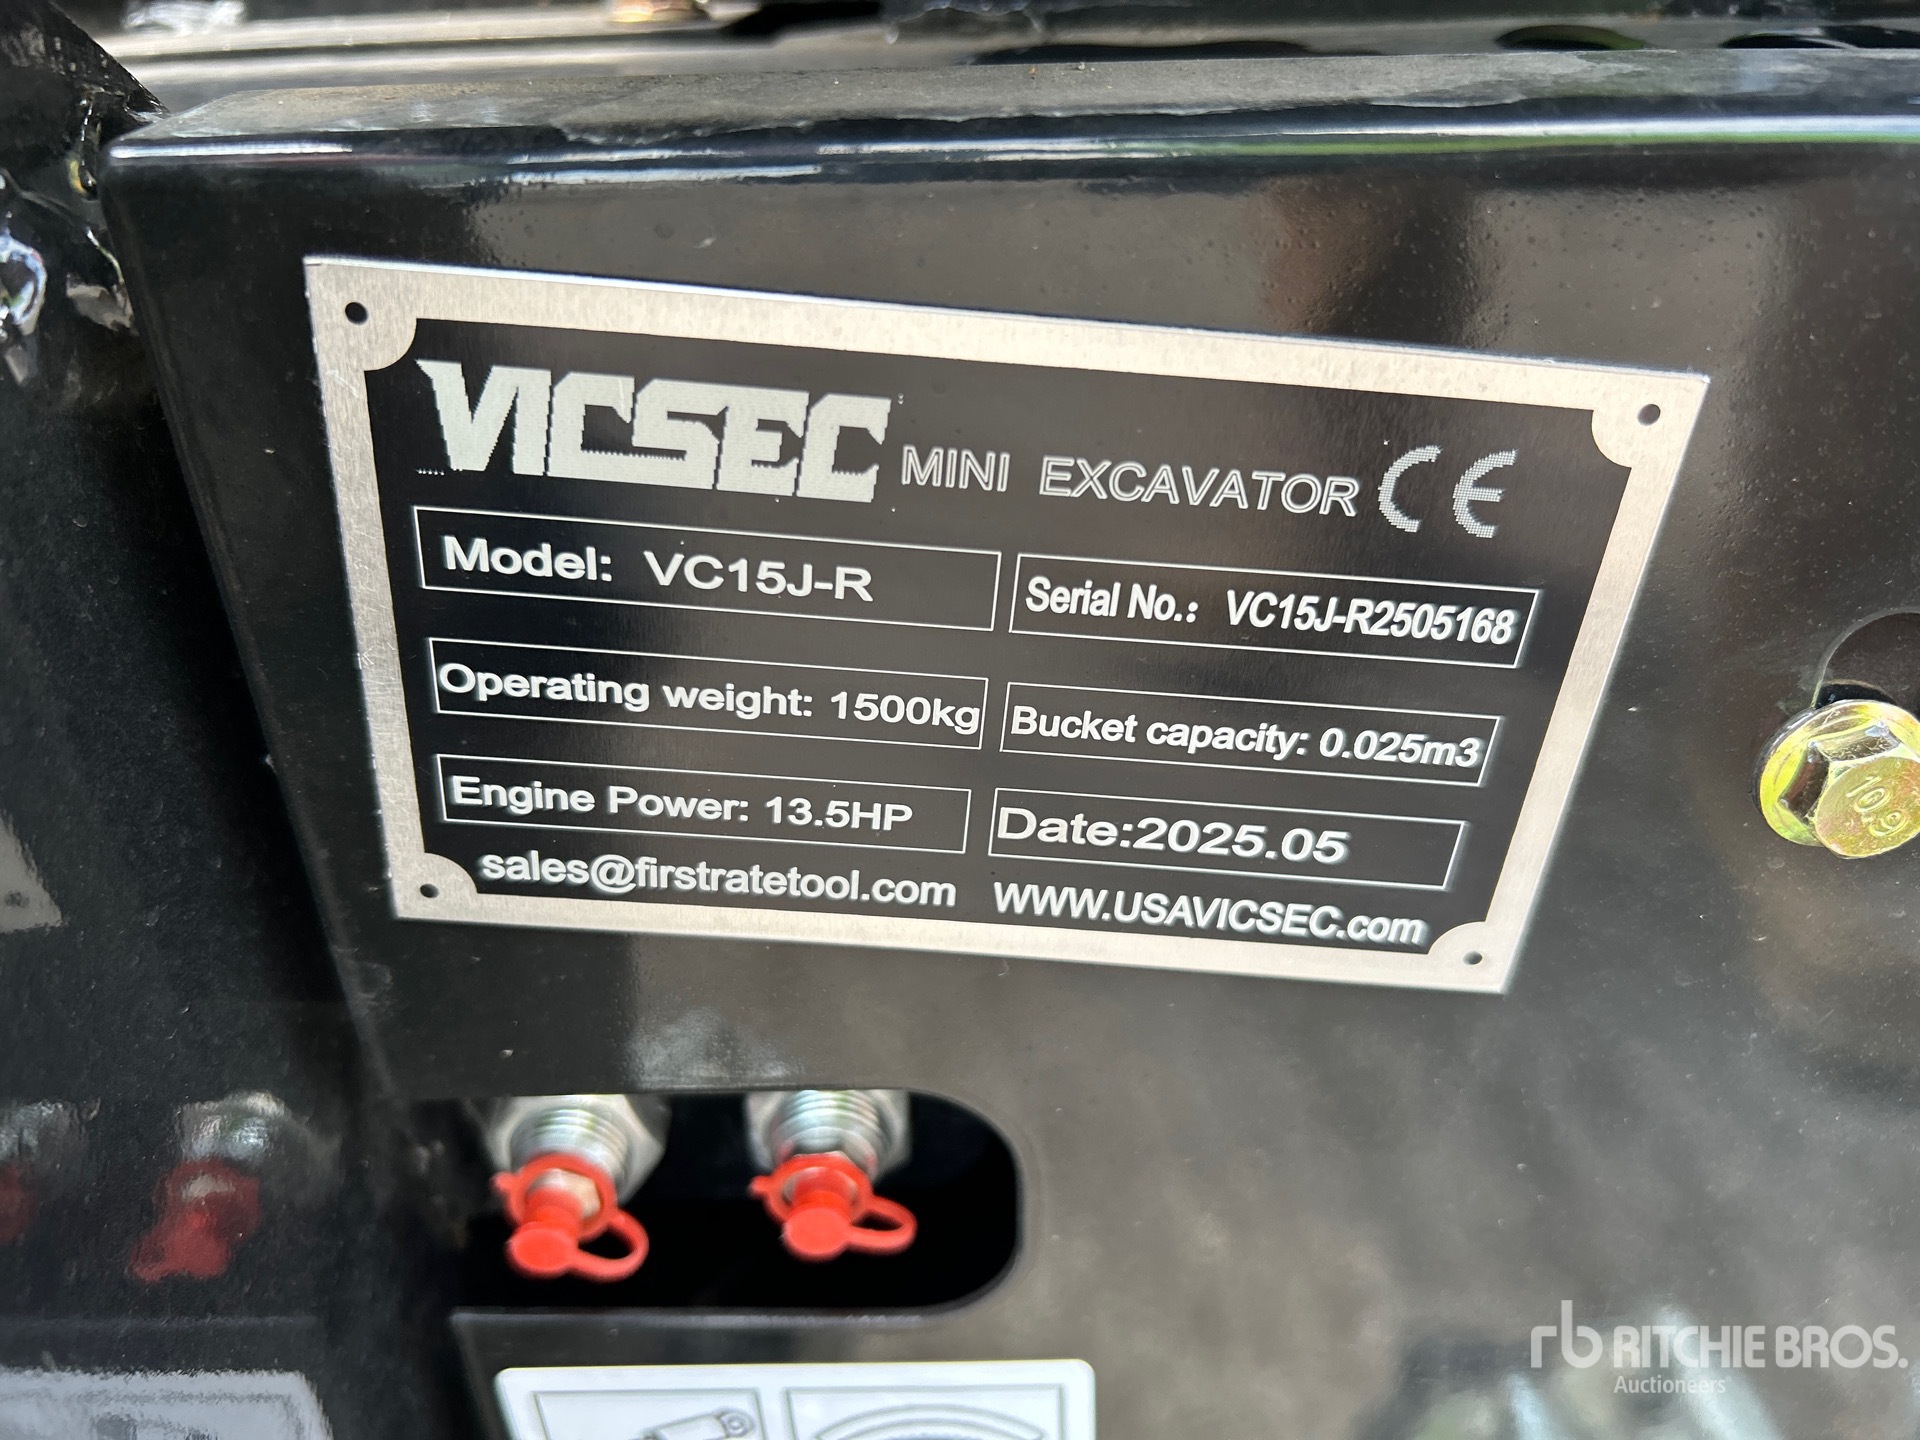 VICSEC MINI EXCAVATOR CE
Model: VC15J-R
Serial No.: VC15J-R2505168
Operating weight: 1500kg
Bucket capacity: 0.025m3
Engine Power: 13.5HP
Date:2025.05
sales@firstratetool.com WWW.USAVICSEC.com
10.9
rb RITCHIE BROS.
Auctioneers